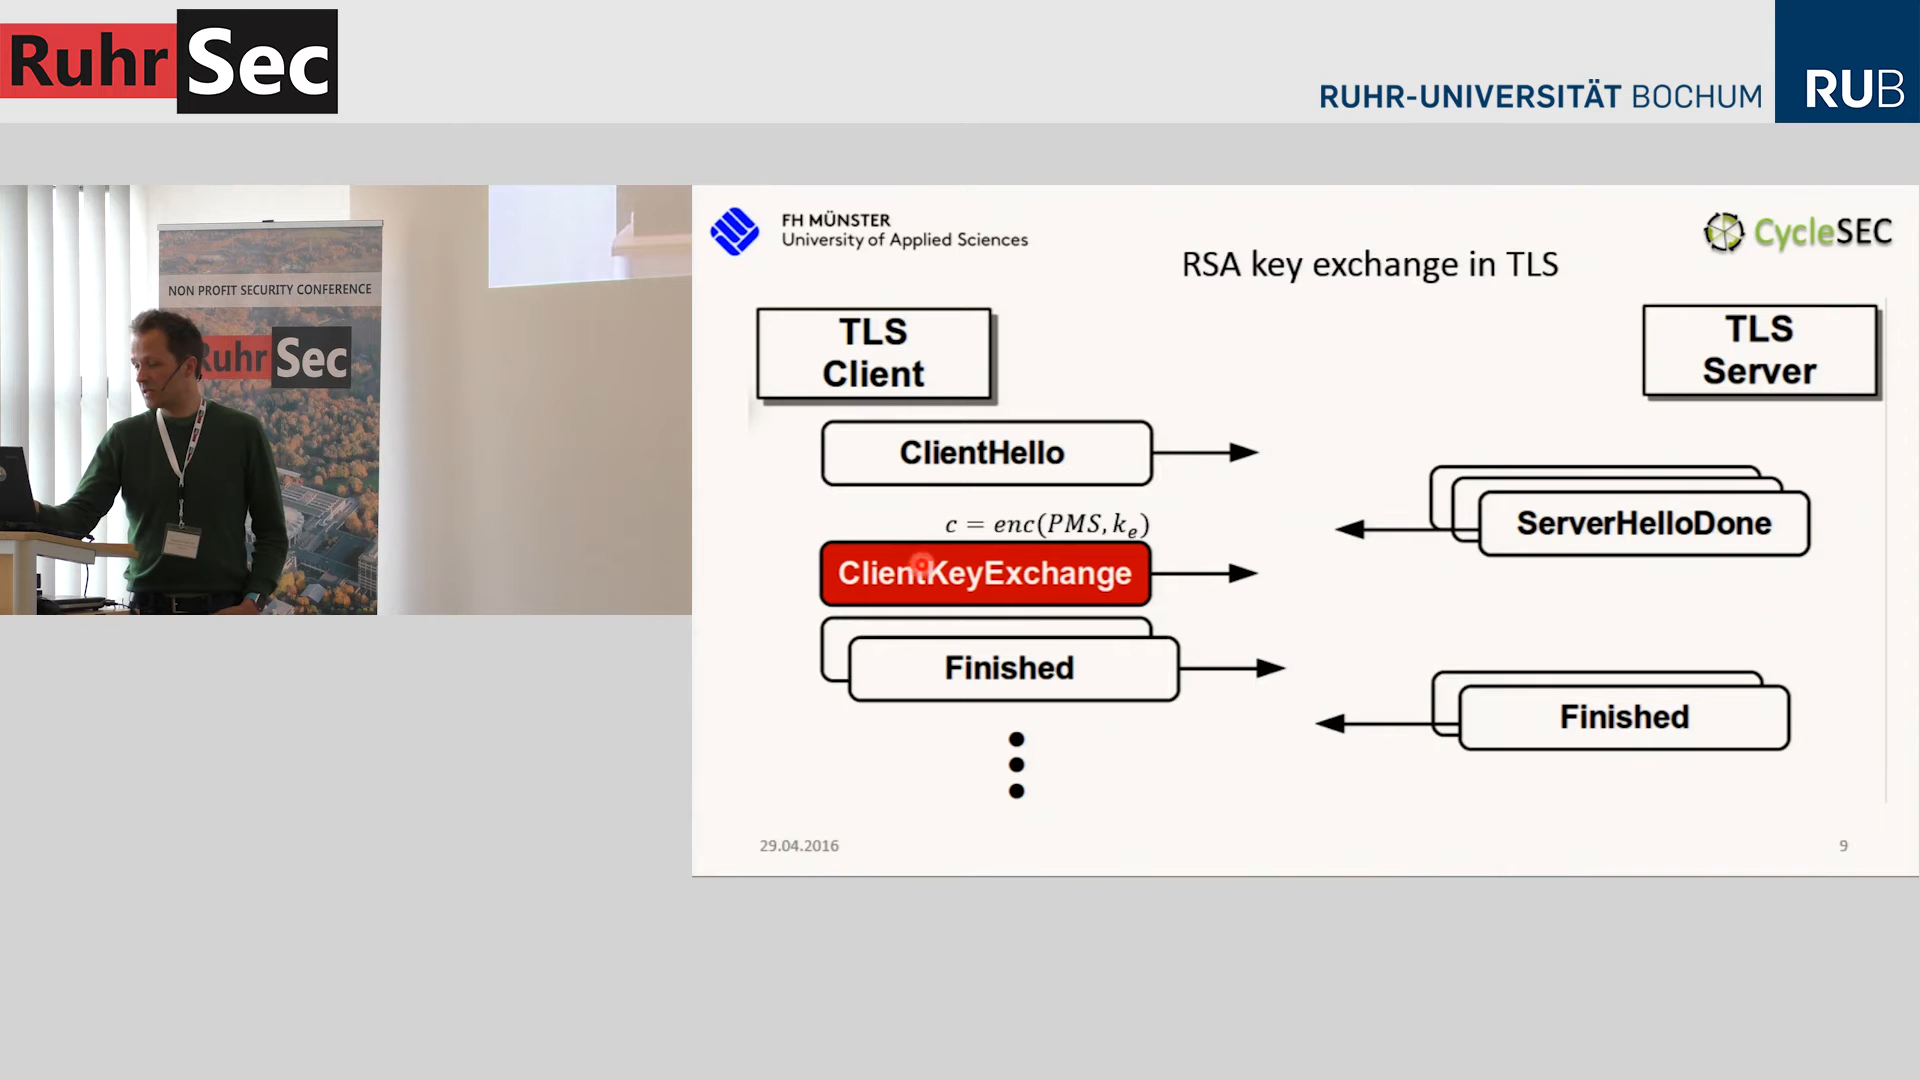 RuhrSec
RUHR-UNIVERSITÄT BOCHUM
RUB
NON PROFIT SECURITY CONFERENCE
RuhrSec
FH MÜNSTER
University of Applied Sciences
CycleSEC
RSA key exchange in TLS
TLS
Client
TLS
Server
ClientHello
ServerHelloDone
c = enc(PMS, kₑ)
ClientKeyExchange
Finished
Finished
29.04.2016
9